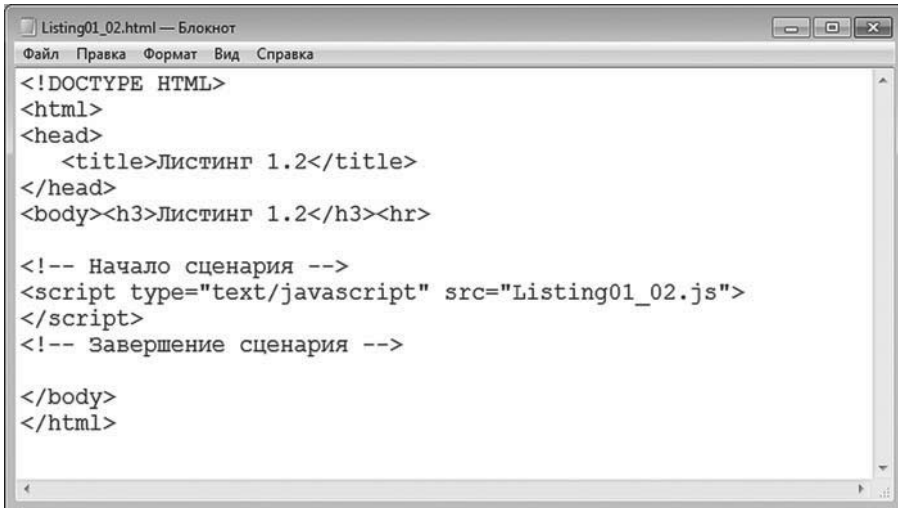 Listing01_02.html — Блокнот
Файл Правка Формат Вид Справка
<!DOCTYPE HTML>
<html>
<head>
   <title>Листинг 1.2</title>
</head>
<body><h3>Листинг 1.2</h3><hr>
<!-- Начало сценария -->
<script type="text/javascript" src="Listing01_02.js">
</script>
<!-- Завершение сценария -->
</body>
</html>